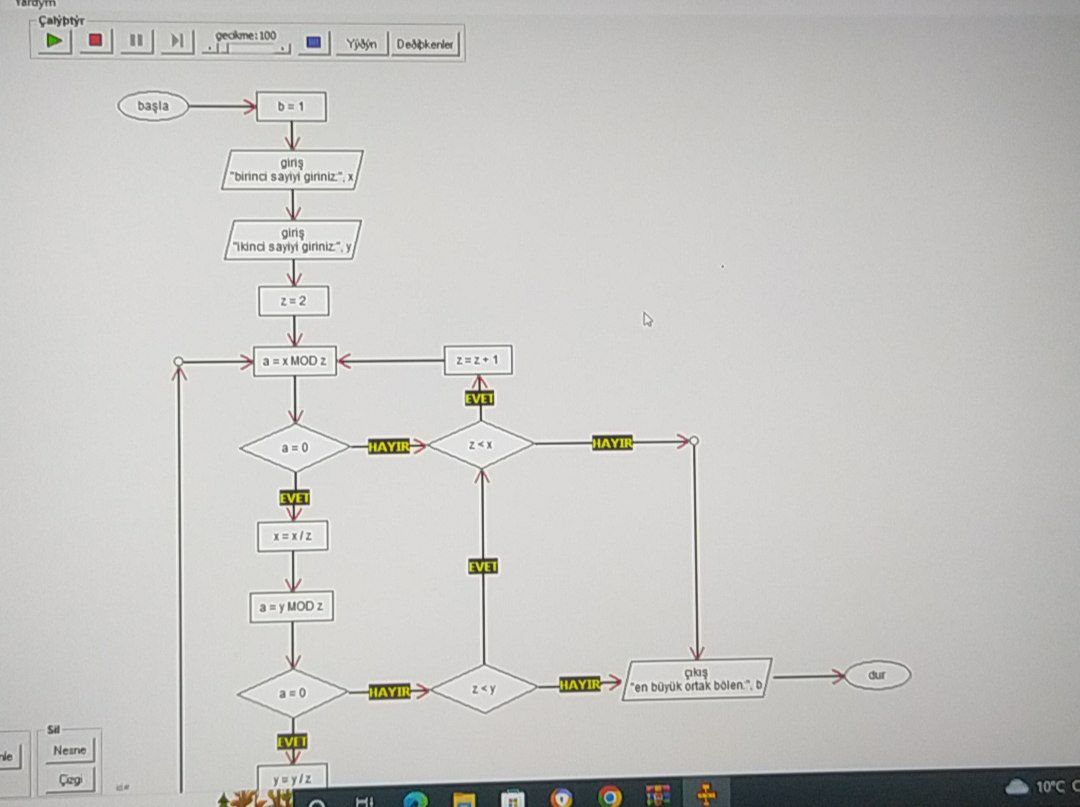 Yardým
Çalýþtýr
gecikme:100
Yýðýn
Deðiþkenler
başla
b = 1
giriş
"birinci sayiyi giriniz:", x
giriş
"ikinci sayiyi giriniz:", y
z = 2
a = x MOD z
z = z + 1
EVET
a = 0
HAYIR
z < x
HAYIR
EVET
x = x / z
EVET
a = y MOD z
a = 0
HAYIR
z < y
HAYIR
çıkış
"en büyük ortak bölen:", b
dur
EVET
y = y / z
Sil
Nesne
Çizgi
10°C